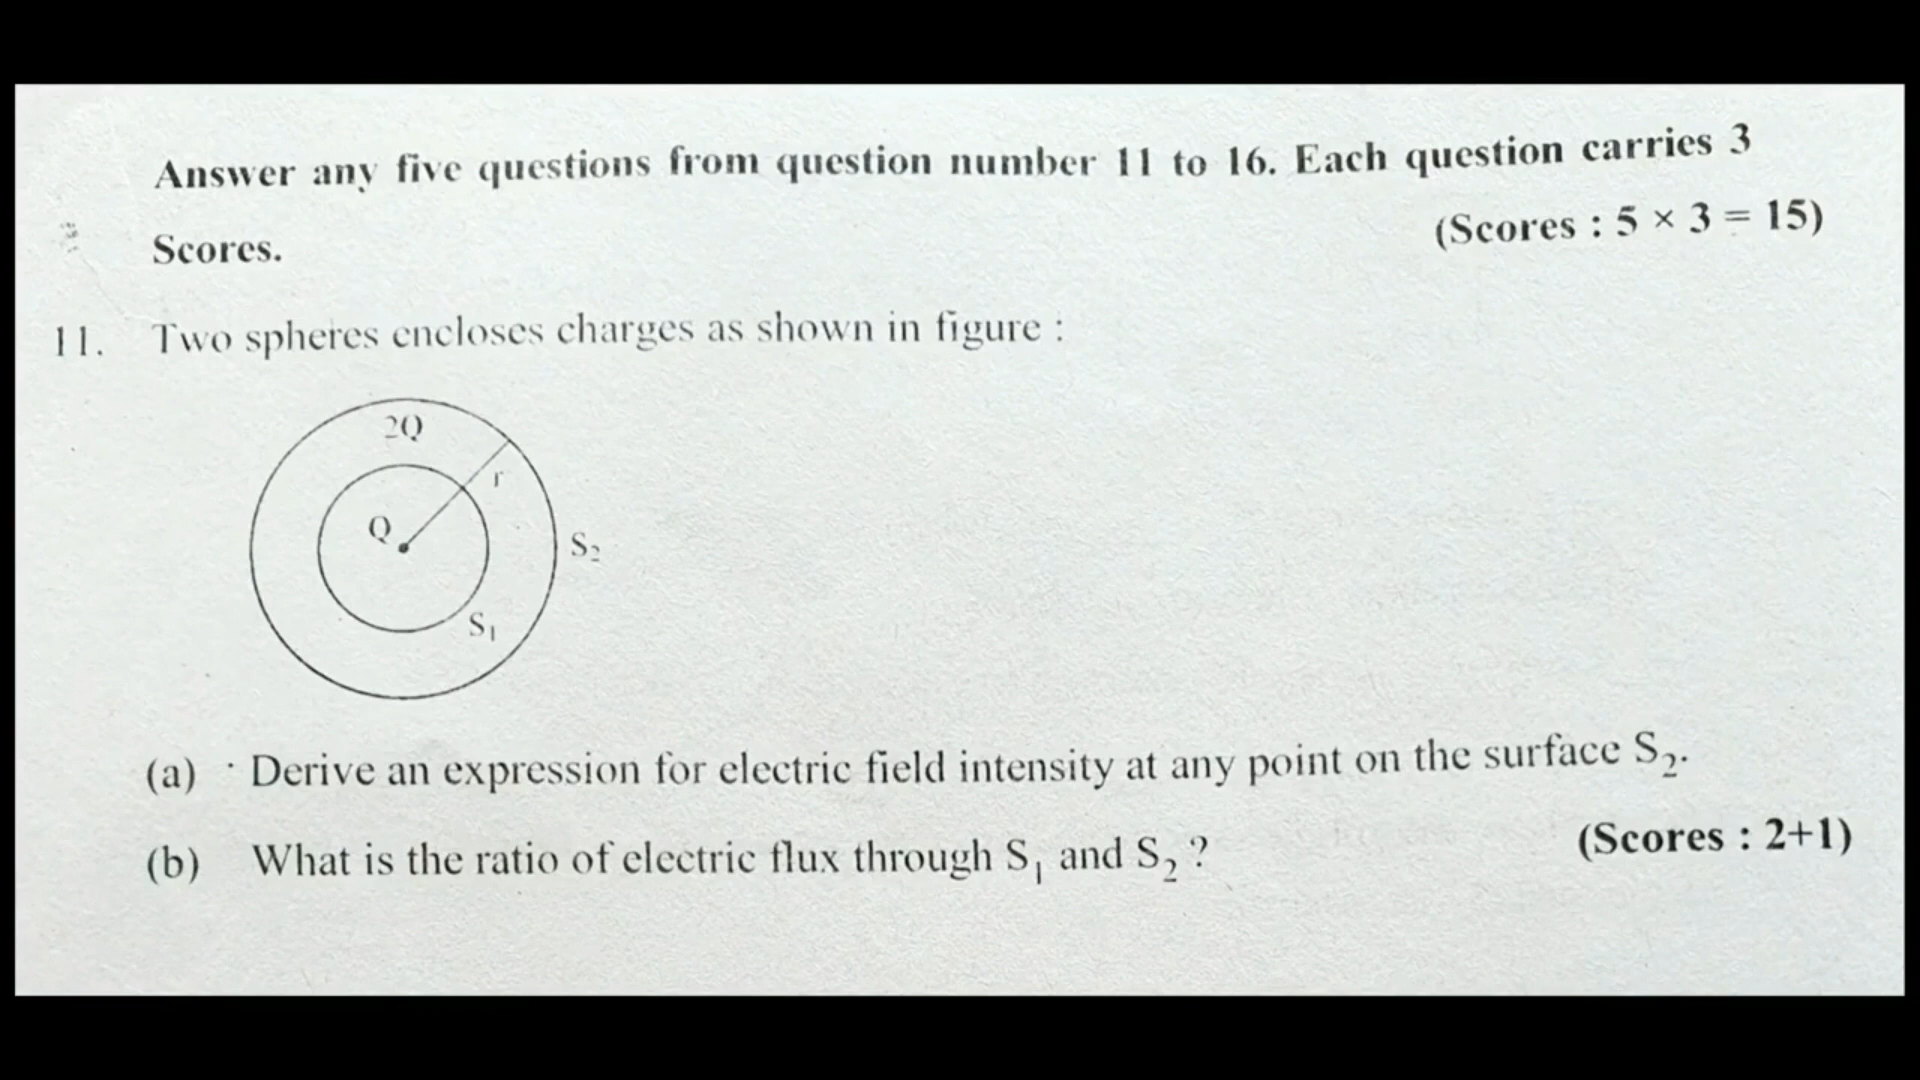 Answer any five questions from question number 11 to 16. Each question carries 3
Scores.
(Scores : 5 × 3 = 15)
11. Two spheres encloses charges as shown in figure :
2Q
r
Q
S₂
S₁
(a) Derive an expression for electric field intensity at any point on the surface S₂.
(b) What is the ratio of electric flux through S₁ and S₂ ?
(Scores : 2+1)